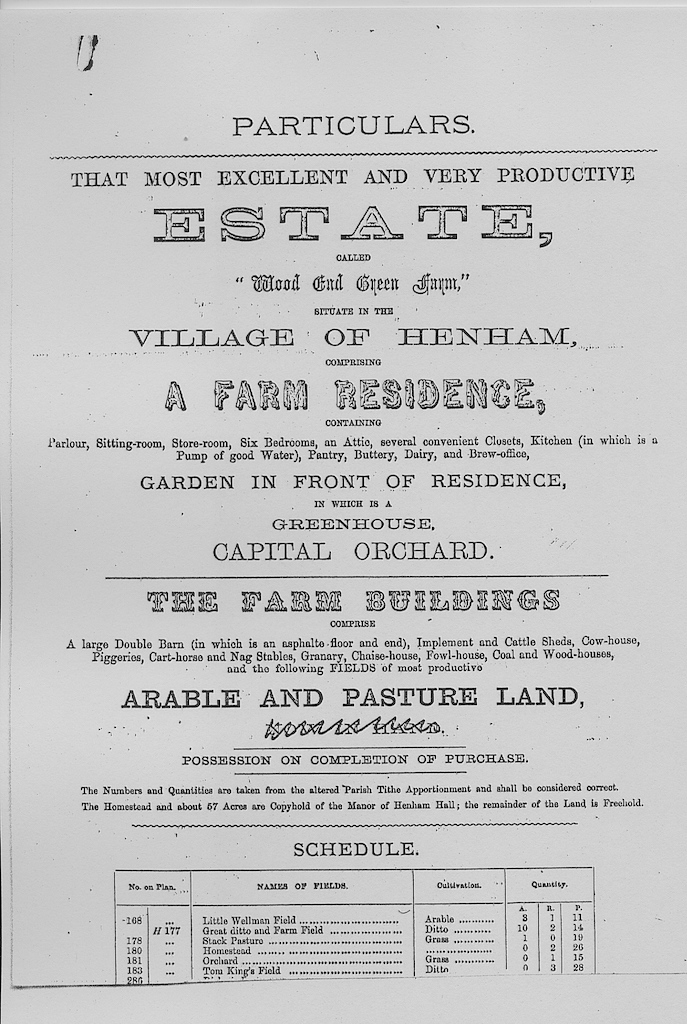 PARTICULARS.
THAT MOST EXCELLENT AND VERY PRODUCTIVE
ESTATE,
CALLED
"Wood End Green Farm,"
SITUATE IN THE
VILLAGE OF HENHAM,
COMPRISING
A FARM RESIDENCE,
CONTAINING
Parlour, Sitting-room, Store-room, Six Bedrooms, an Attic, several convenient Closets, Kitchen (in which is a
Pump of good Water), Pantry, Buttery, Dairy, and Brew-office,
GARDEN IN FRONT OF RESIDENCE,
IN WHICH IS A
GREENHOUSE,
CAPITAL ORCHARD.
THE FARM BUILDINGS
COMPRISE
A large Double Barn (in which is an asphalte floor and end), Implement and Cattle Sheds, Cow-house,
Piggeries, Cart-horse and Nag Stables, Granary, Chaise-house, Fowl-house, Coal and Wood-houses,
and the following FIELDS of most productive
ARABLE AND PASTURE LAND,
POSSESSION ON COMPLETION OF PURCHASE.
The Numbers and Quantities are taken from the altered Parish Tithe Apportionment and shall be considered correct.
The Homestead and about 57 Acres are Copyhold of the Manor of Henham Hall; the remainder of the Land is Freehold.
SCHEDULE.
No. on Plan. NAMES OF FIELDS. Cultivation. Quantity.
A. R. P.
168 ... Little Wellman Field ... Arable ... 3 1 11
H 177 Great ditto and Farm Field ... Ditto ... 10 2 14
178 ... Stack Pasture ... Grass ... 1 0 19
180 ... Homestead ... ... 0 2 26
181 ... Orchard ... Grass ... 0 1 15
183 ... Tom King's Field ... Ditto 0 3 28
286